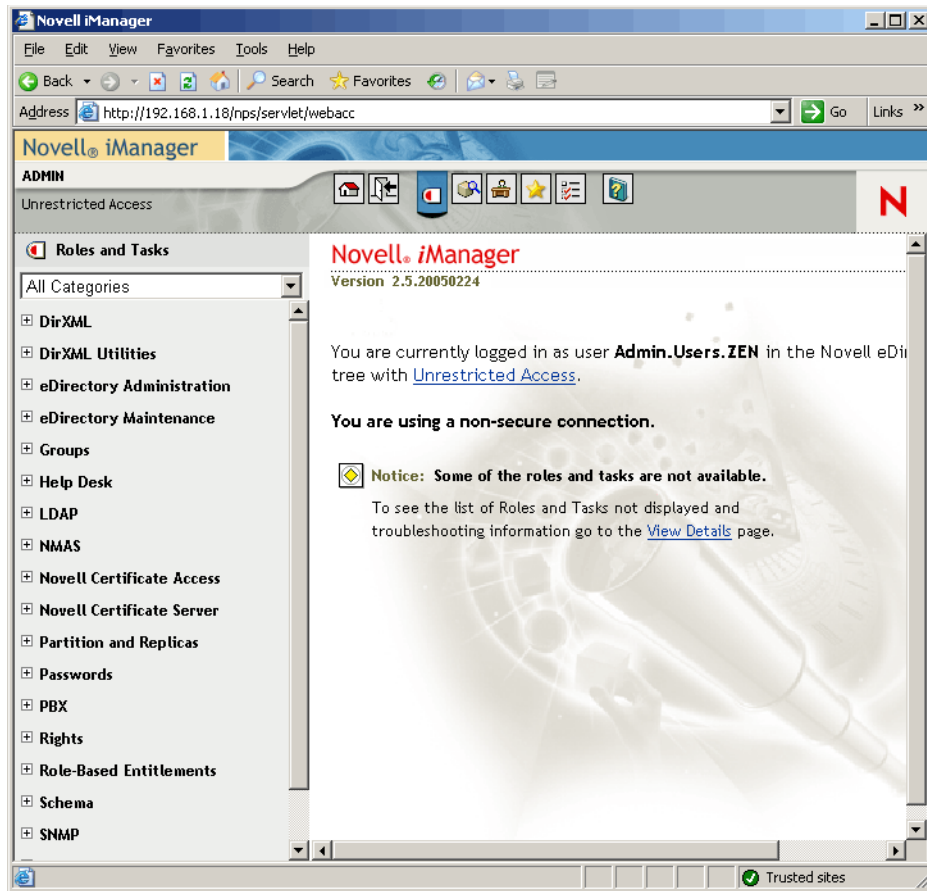 Novell iManager
File Edit View Favorites Tools Help
Back Search Favorites
Address http://192.168.1.18/nps/servlet/webacc Go Links »
Novell® iManager
ADMIN
Unrestricted Access
N
Roles and Tasks
All Categories
DirXML
DirXML Utilities
eDirectory Administration
eDirectory Maintenance
Groups
Help Desk
LDAP
NMAS
Novell Certificate Access
Novell Certificate Server
Partition and Replicas
Passwords
PBX
Rights
Role-Based Entitlements
Schema
SNMP
Novell® iManager
Version 2.5.20050224
You are currently logged in as user Admin.Users.ZEN in the Novell eDi
tree with Unrestricted Access.
You are using a non-secure connection.
Notice: Some of the roles and tasks are not available.
To see the list of Roles and Tasks not displayed and
troubleshooting information go to the View Details page.
Trusted sites